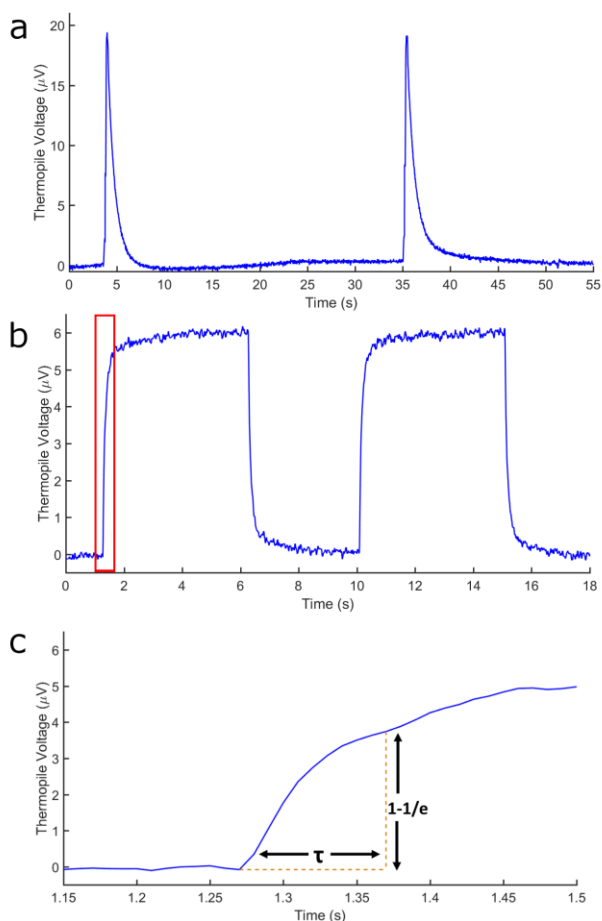 a
Thermopile Voltage (μV)
20
15
10
5
0
0 5 10 15 20 25 30 35 40 45 50 55
Time (s)
b
Thermopile Voltage (μV)
6
5
4
3
2
1
0
0 2 4 6 8 10 12 14 16 18
Time (s)
c
Thermopile Voltage (μV)
6
5
4
3
2
1
0
1-1/e
τ
1.15 1.2 1.25 1.3 1.35 1.4 1.45 1.5
Time (s)